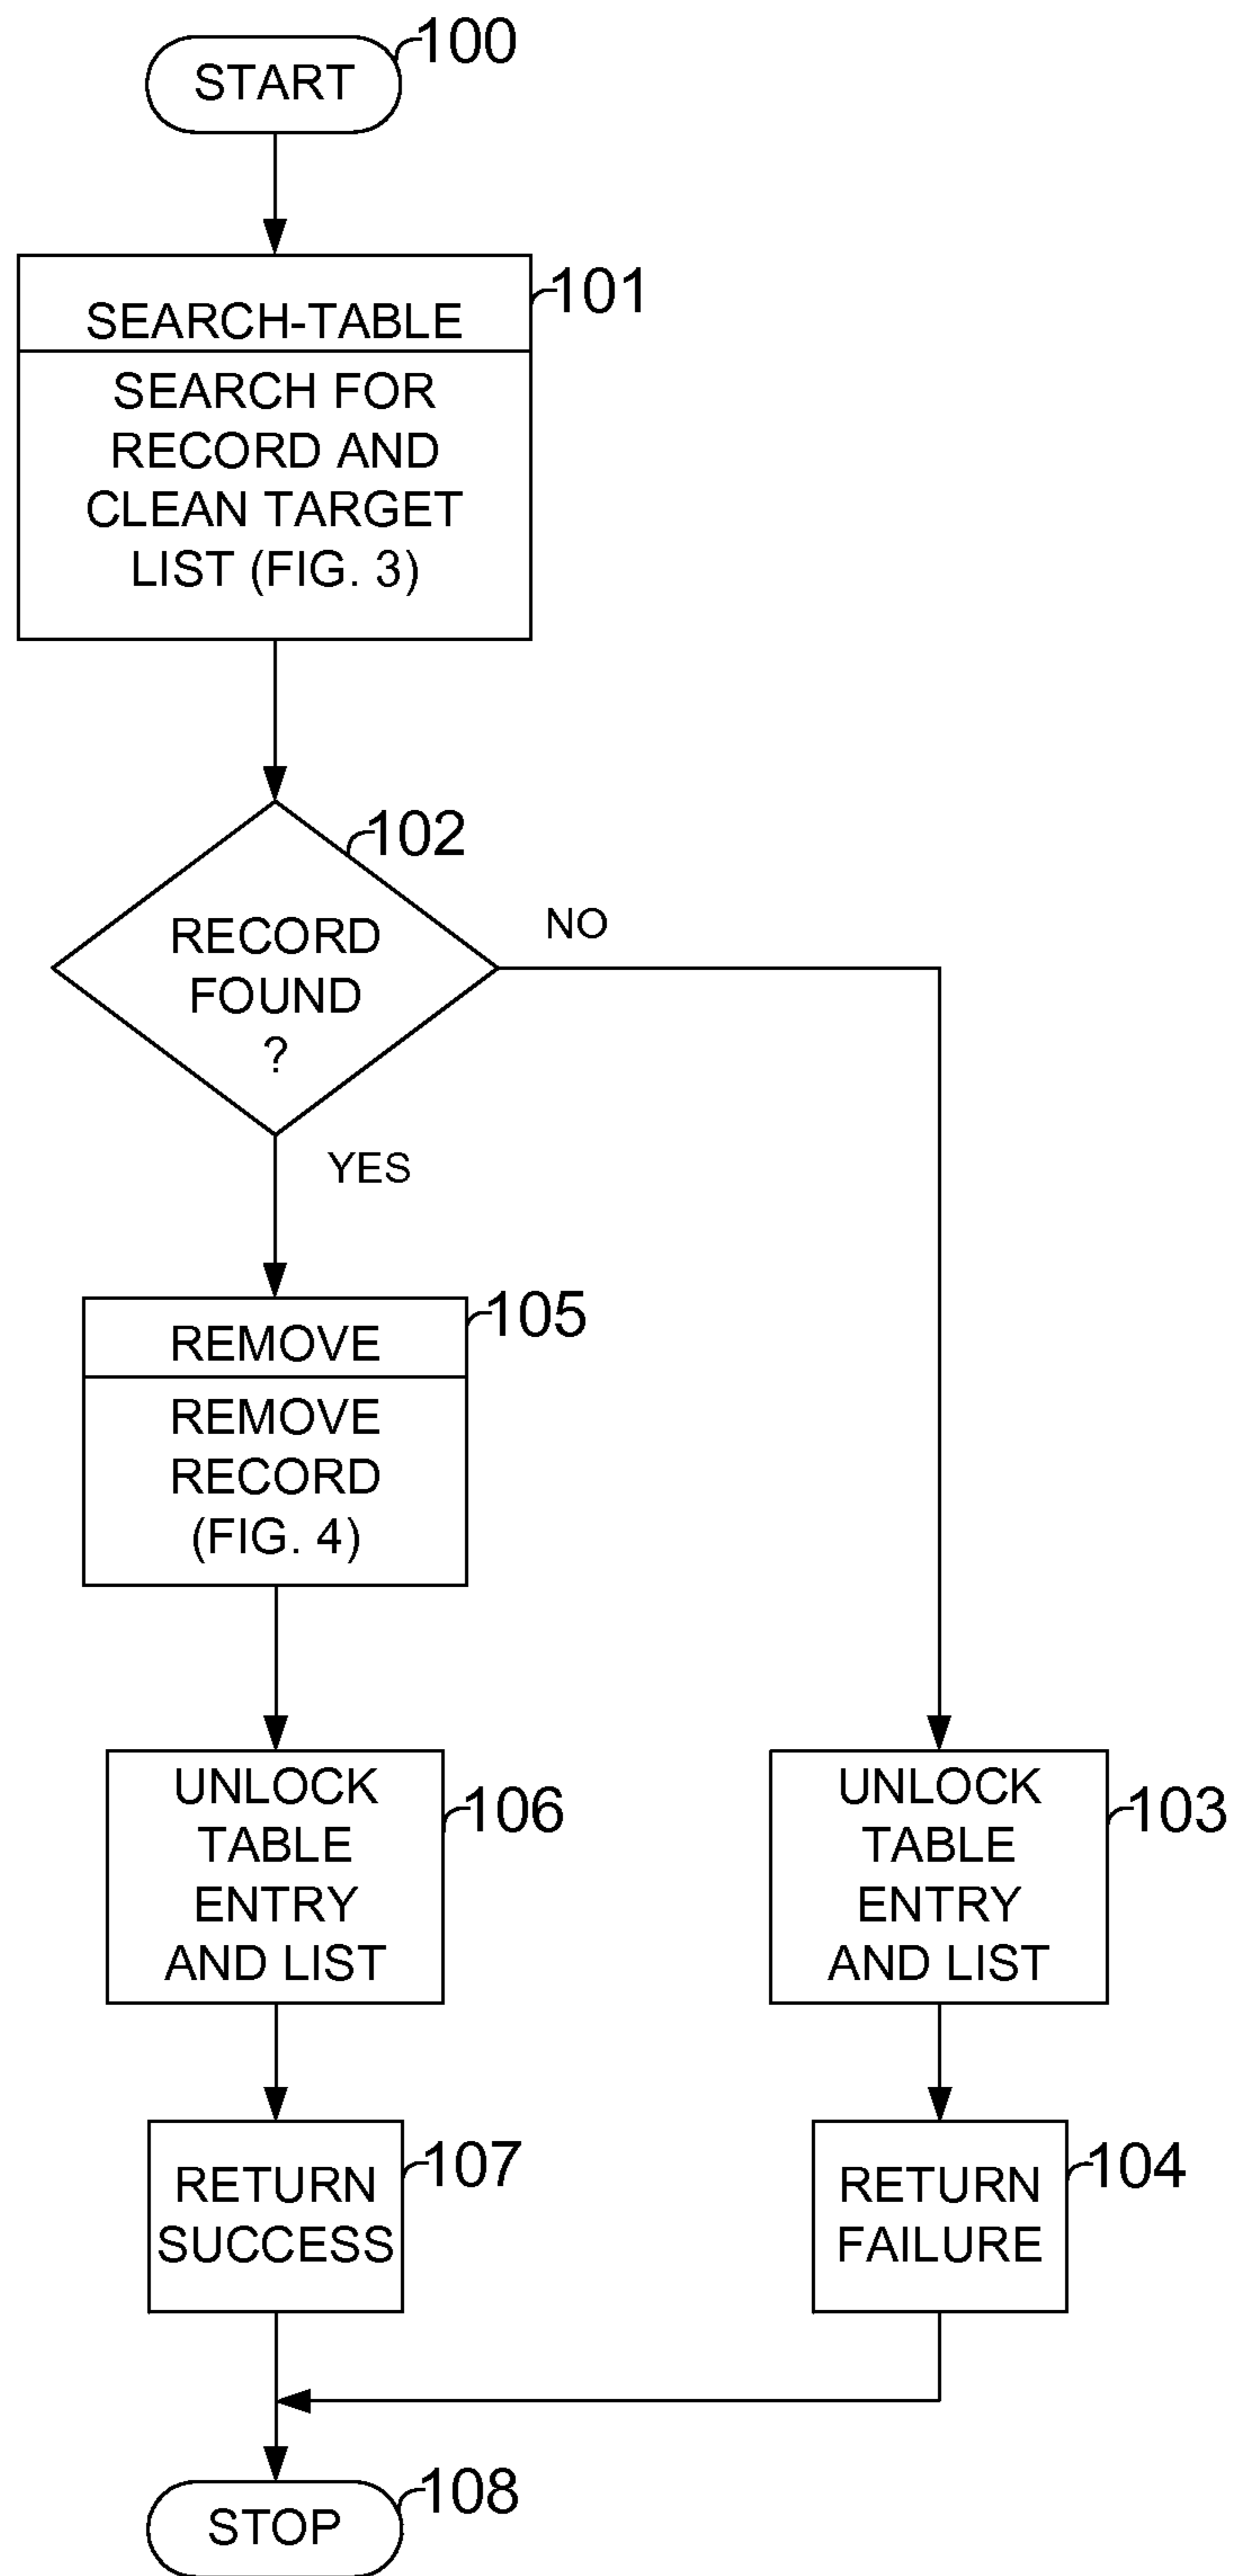 START
100
SEARCH-TABLE
101
SEARCH FOR
RECORD AND
CLEAN TARGET
LIST (FIG. 3)
102
RECORD
FOUND
?
NO
YES
REMOVE
105
REMOVE
RECORD
(FIG. 4)
UNLOCK
TABLE
ENTRY
AND LIST
106
UNLOCK
TABLE
ENTRY
AND LIST
103
RETURN
SUCCESS
107
RETURN
FAILURE
104
STOP
108